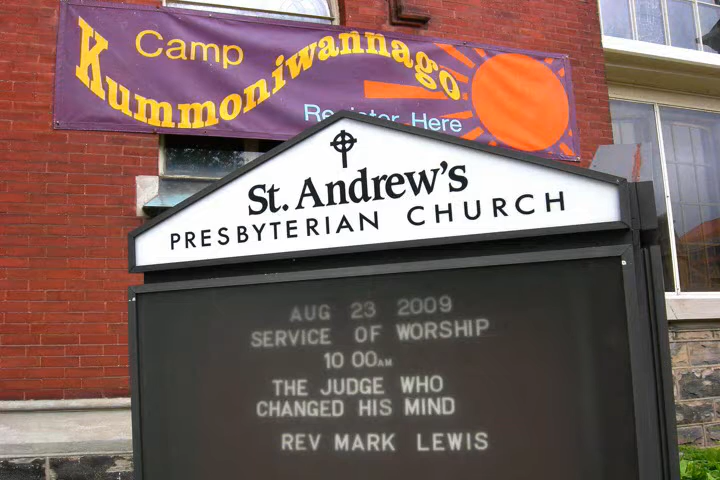 Camp
Kummoniwannago
Register Here
St. Andrew's
PRESBYTERIAN CHURCH
AUG 23 2009
SERVICE OF WORSHIP
10 00AM
THE JUDGE WHO
CHANGED HIS MIND
REV MARK LEWIS